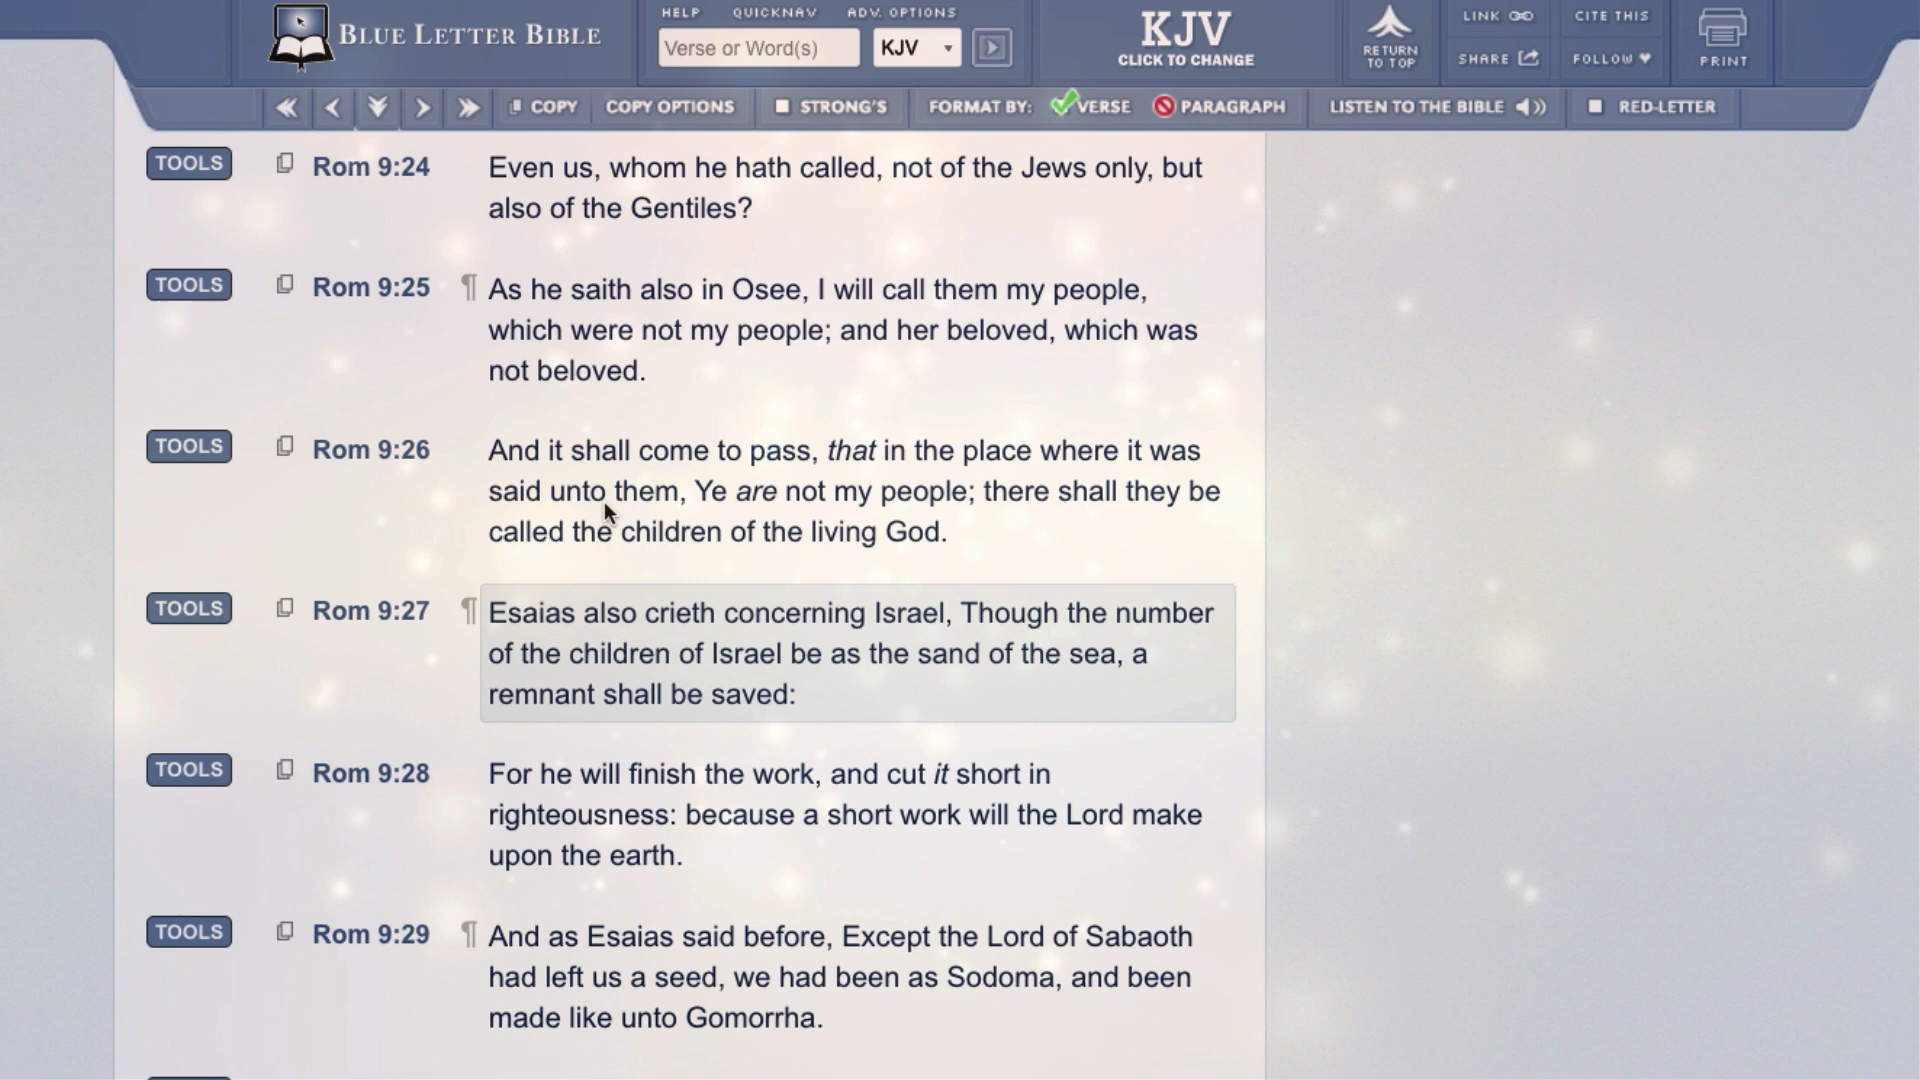 HELP QUICKNAV ADV. OPTIONS
BLUE LETTER BIBLE
Verse or Word(s) KJV
KJV
CLICK TO CHANGE
RETURN
TO TOP
LINK CITE THIS
SHARE FOLLOW
PRINT
COPY COPY OPTIONS STRONG'S FORMAT BY: VERSE PARAGRAPH LISTEN TO THE BIBLE RED-LETTER
TOOLS Rom 9:24 Even us, whom he hath called, not of the Jews only, but
also of the Gentiles?
TOOLS Rom 9:25 ¶ As he saith also in Osee, I will call them my people,
which were not my people; and her beloved, which was
not beloved.
TOOLS Rom 9:26 And it shall come to pass, that in the place where it was
said unto them, Ye are not my people; there shall they be
called the children of the living God.
TOOLS Rom 9:27 ¶ Esaias also crieth concerning Israel, Though the number
of the children of Israel be as the sand of the sea, a
remnant shall be saved:
TOOLS Rom 9:28 For he will finish the work, and cut it short in
righteousness: because a short work will the Lord make
upon the earth.
TOOLS Rom 9:29 ¶ And as Esaias said before, Except the Lord of Sabaoth
had left us a seed, we had been as Sodoma, and been
made like unto Gomorrha.